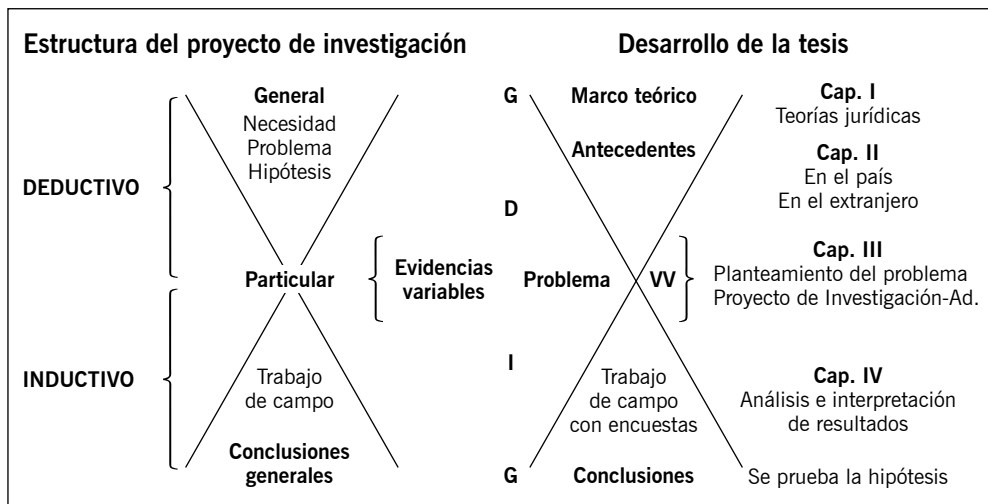 Estructura del proyecto de investigación
General
Necesidad
Problema
Hipótesis
DEDUCTIVO
Particular
Evidencias
variables
INDUCTIVO
Trabajo
de campo
Conclusiones
generales
Desarrollo de la tesis
G
Marco teórico
Cap. I
Teorías jurídicas
Antecedentes
Cap. II
En el país
En el extranjero
D
Problema
VV
Cap. III
Planteamiento del problema
Proyecto de Investigación-Ad.
I
Trabajo
de campo
con encuestas
Cap. IV
Análisis e interpretación
de resultados
G
Conclusiones
Se prueba la hipótesis